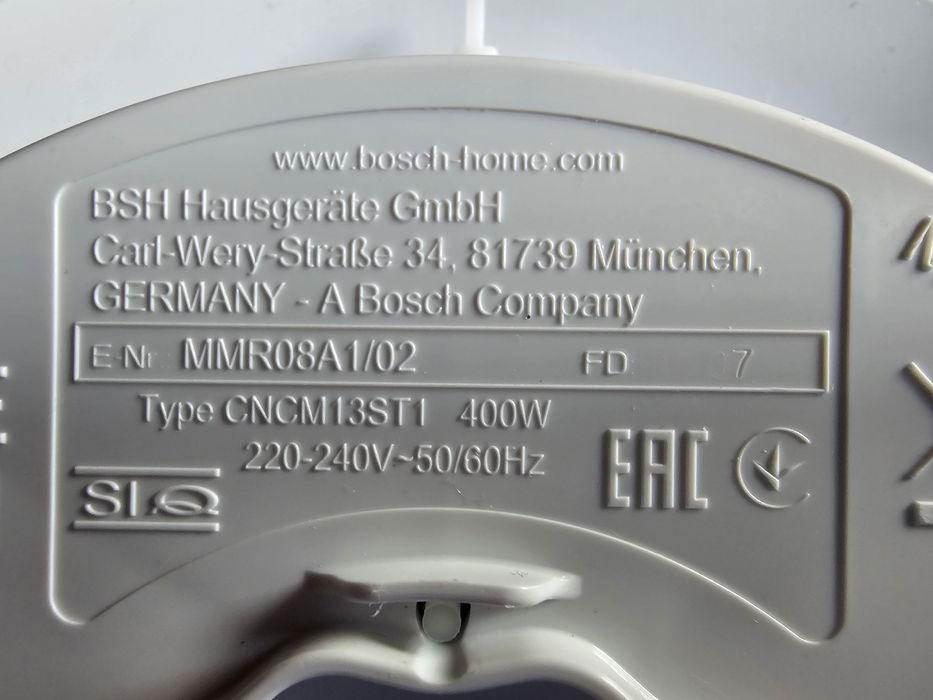 www.bosch-home.com
BSH Hausgeräte GmbH
Carl-Wery-Straße 34, 81739 München,
GERMANY - A Bosch Company
E-Nr MMR08A1/02 FD 7
Type CNCM13ST1 400W
220-240V~50/60Hz
SIQ
EAC